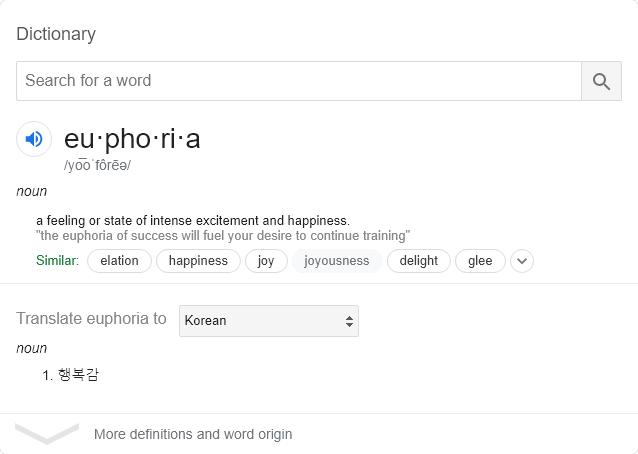 Dictionary
Search for a word
eu·pho·ri·a
/yo͞oˈfôrēə/
noun
a feeling or state of intense excitement and happiness.
"the euphoria of success will fuel your desire to continue training"
Similar: elation happiness joy joyousness delight glee
Translate euphoria to Korean
noun
1. 행복감
More definitions and word origin